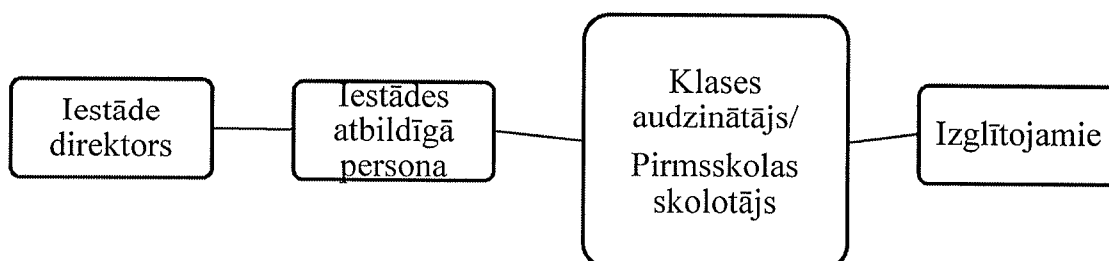 Iestāde
direktors
Iestādes
atbildīgā
persona
Klases
audzinātājs/
Pirmsskolas
skolotājs
Izglītojamie